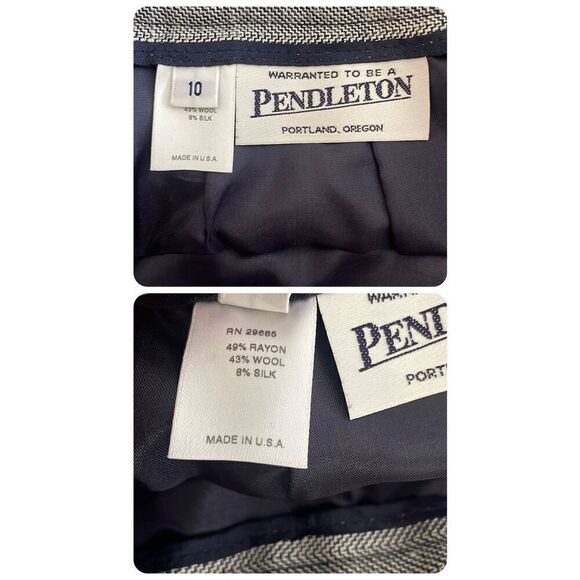 10
43% WOOL
8% SILK
MADE IN U.S.A.
WARRANTED TO BE A
PENDLETON
PORTLAND, OREGON
RN 29685
49% RAYON
43% WOOL
8% SILK
MADE IN U.S.A.
PENDLE
PORT